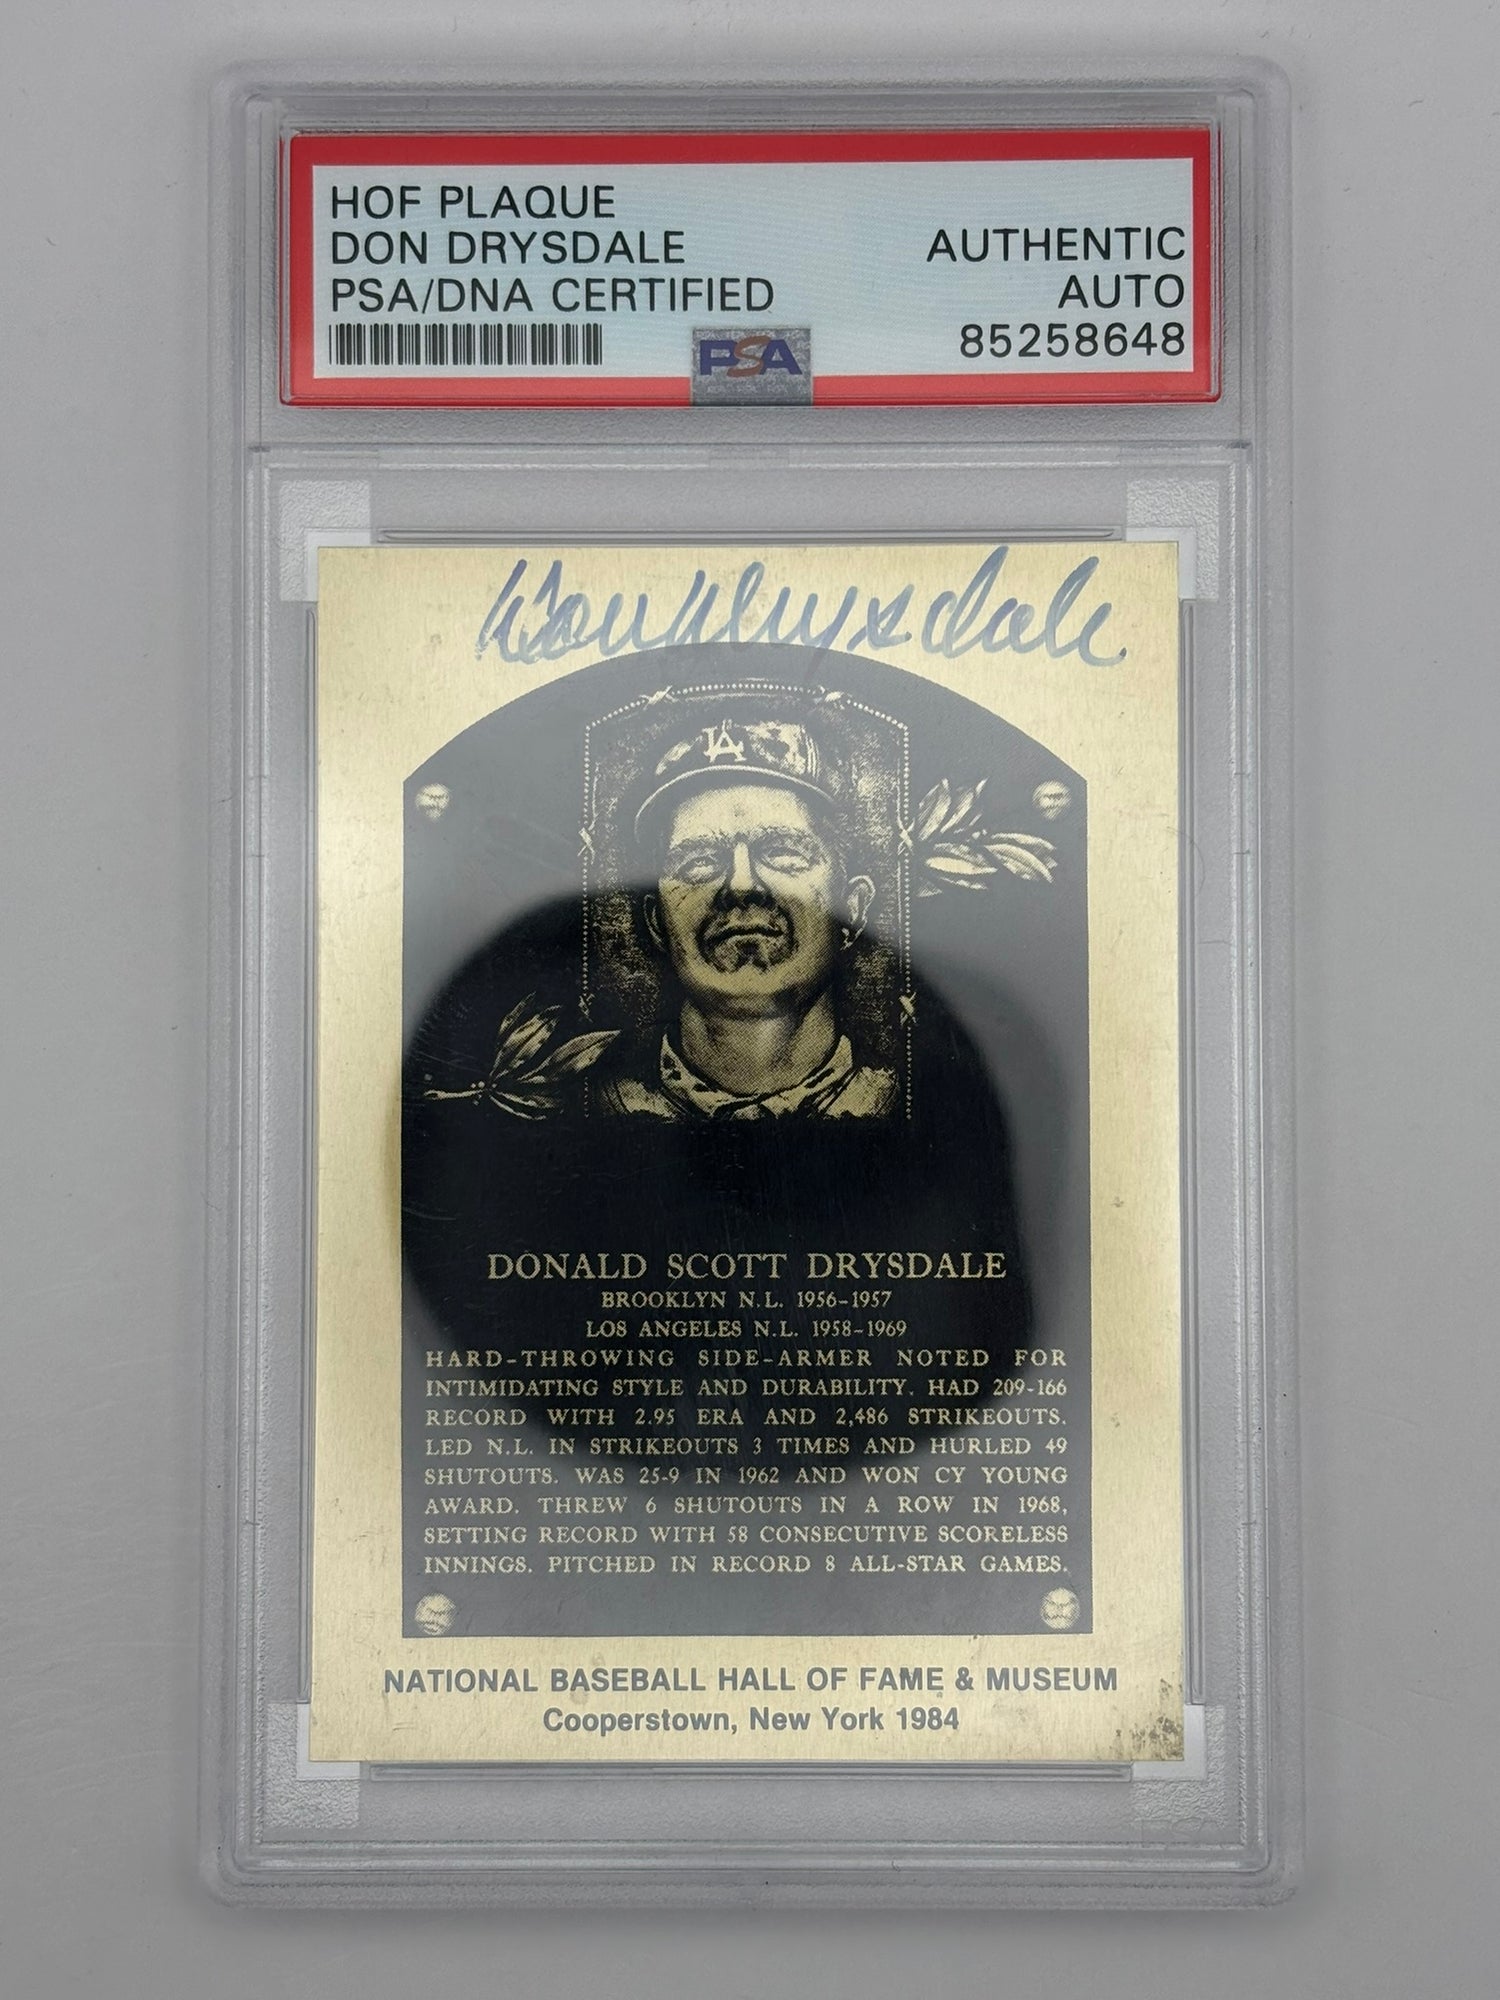 HOF PLAQUE
DON DRYSDALE
PSA/DNA CERTIFIED
AUTHENTIC
AUTO
85258648
PSA
Don Drysdale
LA
DONALD SCOTT DRYSDALE
BROOKLYN N.L. 1956-1957
LOS ANGELES N.L. 1958-1969
HARD-THROWING SIDE-ARMER NOTED FOR
INTIMIDATING STYLE AND DURABILITY. HAD 209-166
RECORD WITH 2.95 ERA AND 2,486 STRIKEOUTS.
LED N.L. IN STRIKEOUTS 3 TIMES AND HURLED 49
SHUTOUTS. WAS 25-9 IN 1962 AND WON CY YOUNG
AWARD. THREW 6 SHUTOUTS IN A ROW IN 1968,
SETTING RECORD WITH 58 CONSECUTIVE SCORELESS
INNINGS. PITCHED IN RECORD 8 ALL-STAR GAMES.
NATIONAL BASEBALL HALL OF FAME & MUSEUM
Cooperstown, New York 1984